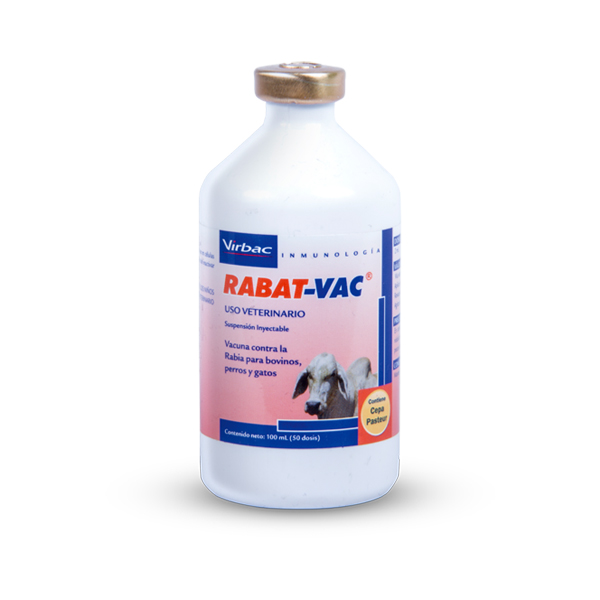 Virbac
INMUNOLOGÍA
RABAT-VAC®
USO VETERINARIO
Suspensión Inyectable
Vacuna contra la
Rabia para bovinos,
perros y gatos
Contiene
Cepa
Pasteur
Contenido neto: 100 mL (50 dosis)